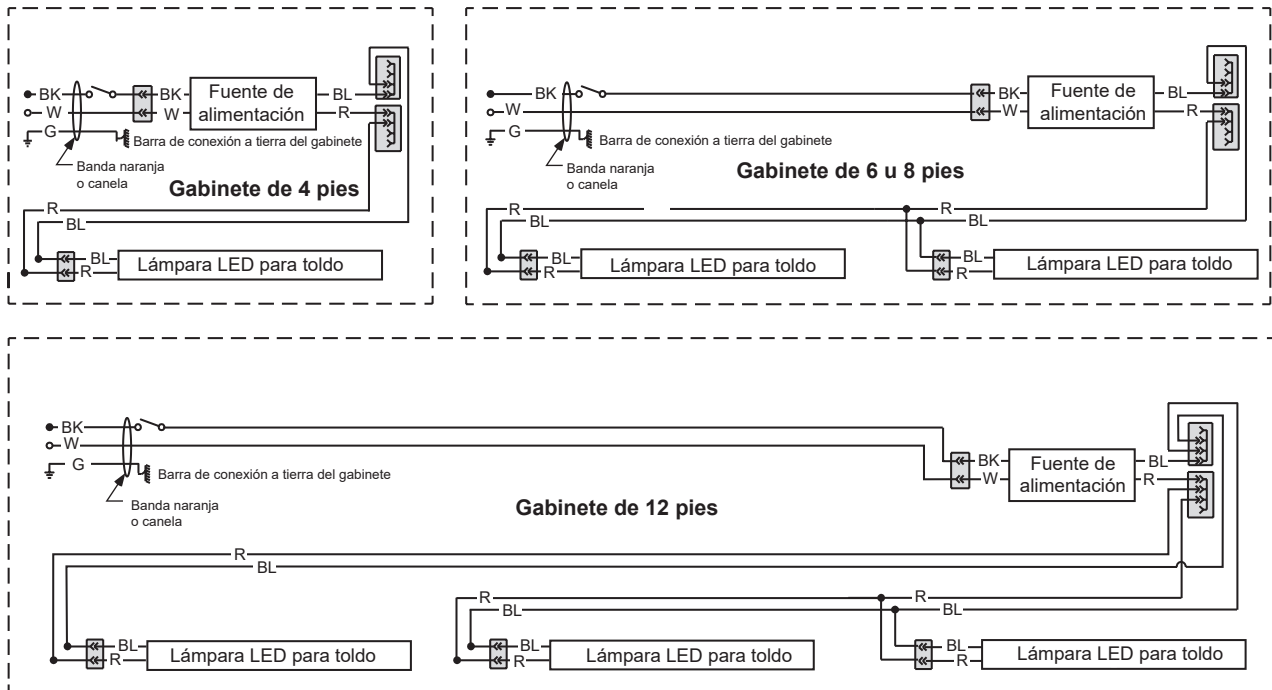 BK
BK
Fuente de
alimentación
BL
W
W
R
G
Barra de conexión a tierra del gabinete
Banda naranja
o canela
Gabinete de 4 pies
R
BL
BL
R
Lámpara LED para toldo
BK
BK
Fuente de
alimentación
BL
W
W
R
G
Barra de conexión a tierra del gabinete
Banda naranja
o canela
Gabinete de 6 u 8 pies
R
R
BL
BL
BL
R
Lámpara LED para toldo
BL
R
Lámpara LED para toldo
BK
W
G
Barra de conexión a tierra del gabinete
Banda naranja
o canela
BK
W
Fuente de
alimentación
BL
R
Gabinete de 12 pies
R
BL
R
R
BL
BL
BL
R
Lámpara LED para toldo
BL
R
Lámpara LED para toldo
BL
R
Lámpara LED para toldo